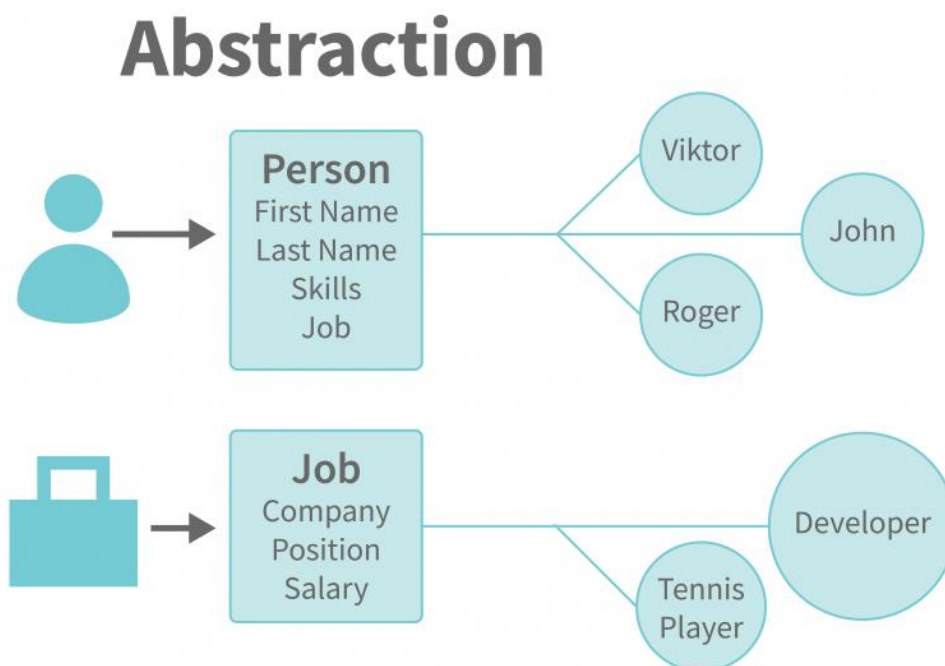 Abstraction
Person
First Name
Last Name
Skills
Job
Viktor
John
Roger
Job
Company
Position
Salary
Developer
Tennis
Player